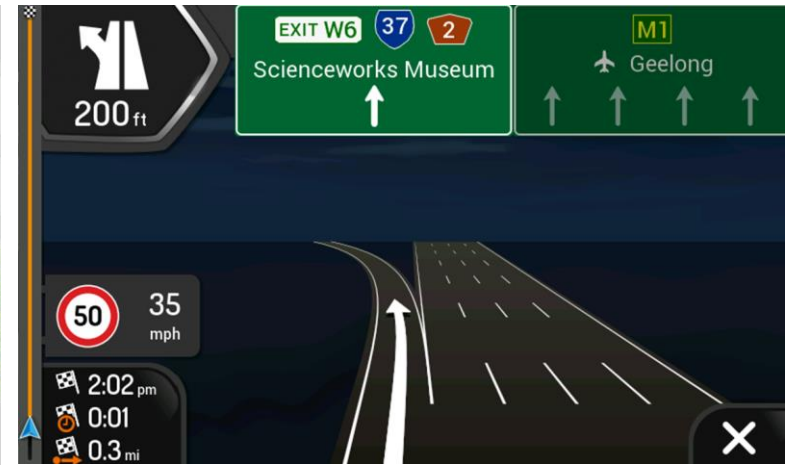 EXIT W6 37 2
Scienceworks Museum
M1
Geelong
200 ft
50
35
mph
2:02 pm
0:01
0.3 mi